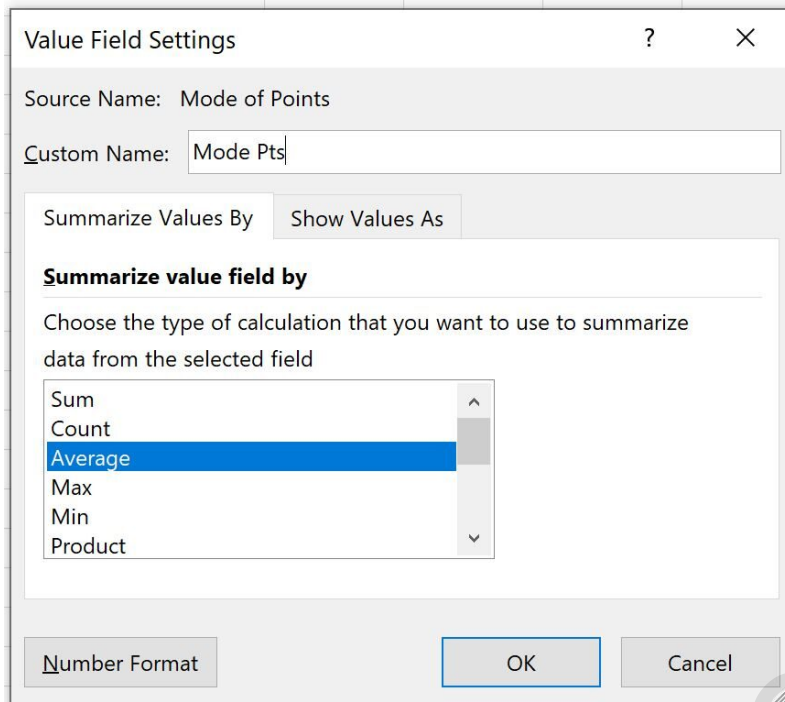 Value Field Settings ? ×
Source Name: Mode of Points
Custom Name: Mode Pts
Summarize Values By Show Values As
Summarize value field by
Choose the type of calculation that you want to use to summarize
data from the selected field
Sum
Count
Average
Max
Min
Product
Number Format OK Cancel